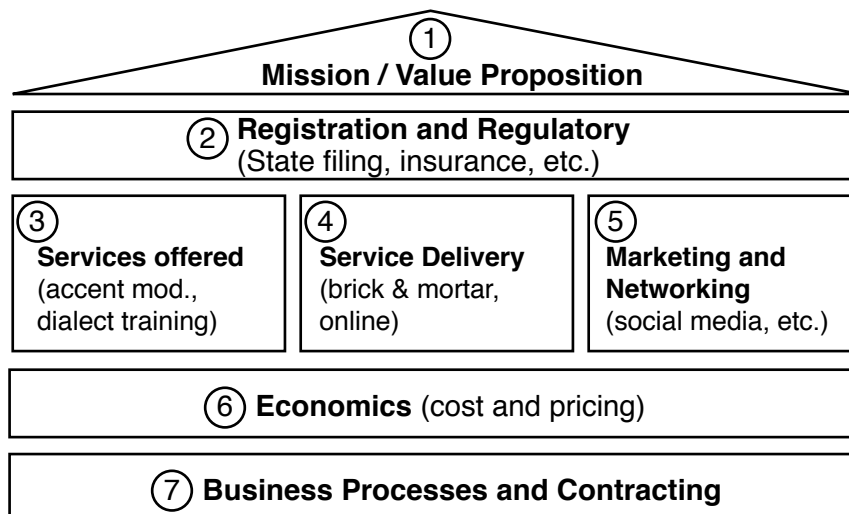 1
Mission / Value Proposition
2 Registration and Regulatory
(State filing, insurance, etc.)
3
Services offered
(accent mod.,
dialect training)
4
Service Delivery
(brick & mortar,
online)
5
Marketing and
Networking
(social media, etc.)
6 Economics (cost and pricing)
7 Business Processes and Contracting